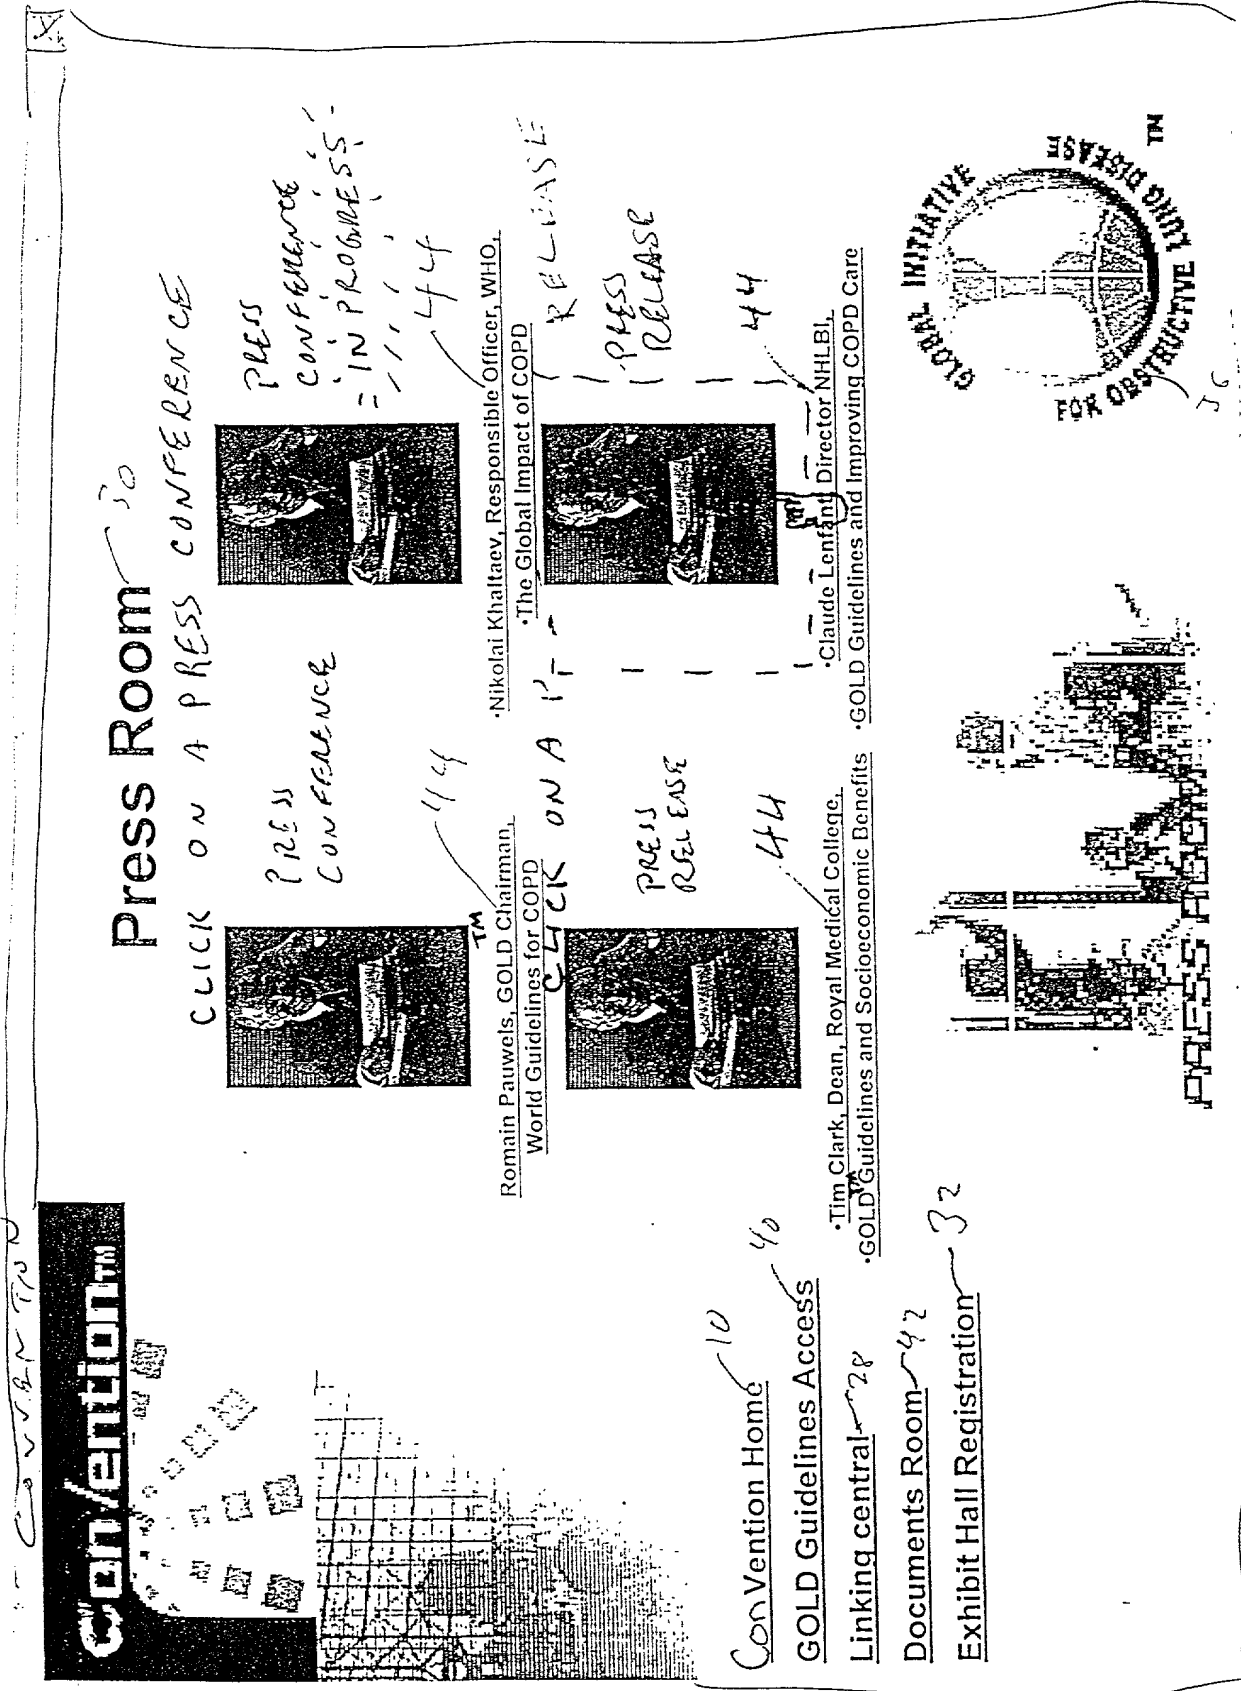 CONVENTION
X
ConVention™
Press Room 30
CLICK ON A PRESS CONFERENCE
PRESS
CONFERENCE
44
Romain Pauwels, GOLD Chairman,
™
World Guidelines for COPD
PRESS
CONFERENCE
IN PROGRESS
44
·Nikolai Khaltaev, Responsible Officer, WHO,
·The Global Impact of COPD
CLICK ON A
RELEASE
PRESS
RELEASE
44
·Tim Clark, Dean, Royal Medical College,
·GOLD Guidelines and Socioeconomic Benefits
PRESS
RELEASE
44
·Claude Lenfant, Director NHLBI,
·GOLD Guidelines and Improving COPD Care
ConVention Home 10
GOLD Guidelines Access 40
Linking central 28
Documents Room 42
Exhibit Hall Registration 32
GLOBAL INITIATIVE
FOR OBSTRUCTIVE LUNG DISEASE
™